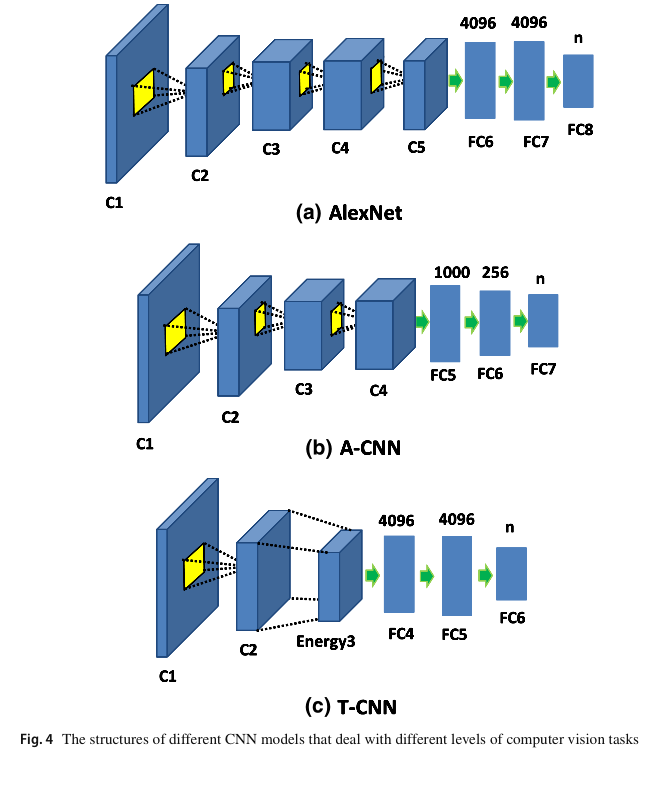 4096 4096 n
C1 C2 C3 C4 C5 FC6 FC7 FC8
(a) AlexNet
1000 256 n
C1 C2 C3 C4 FC5 FC6 FC7
(b) A-CNN
4096 4096 n
C1 C2 Energy3 FC4 FC5 FC6
(c) T-CNN
Fig. 4 The structures of different CNN models that deal with different levels of computer vision tasks